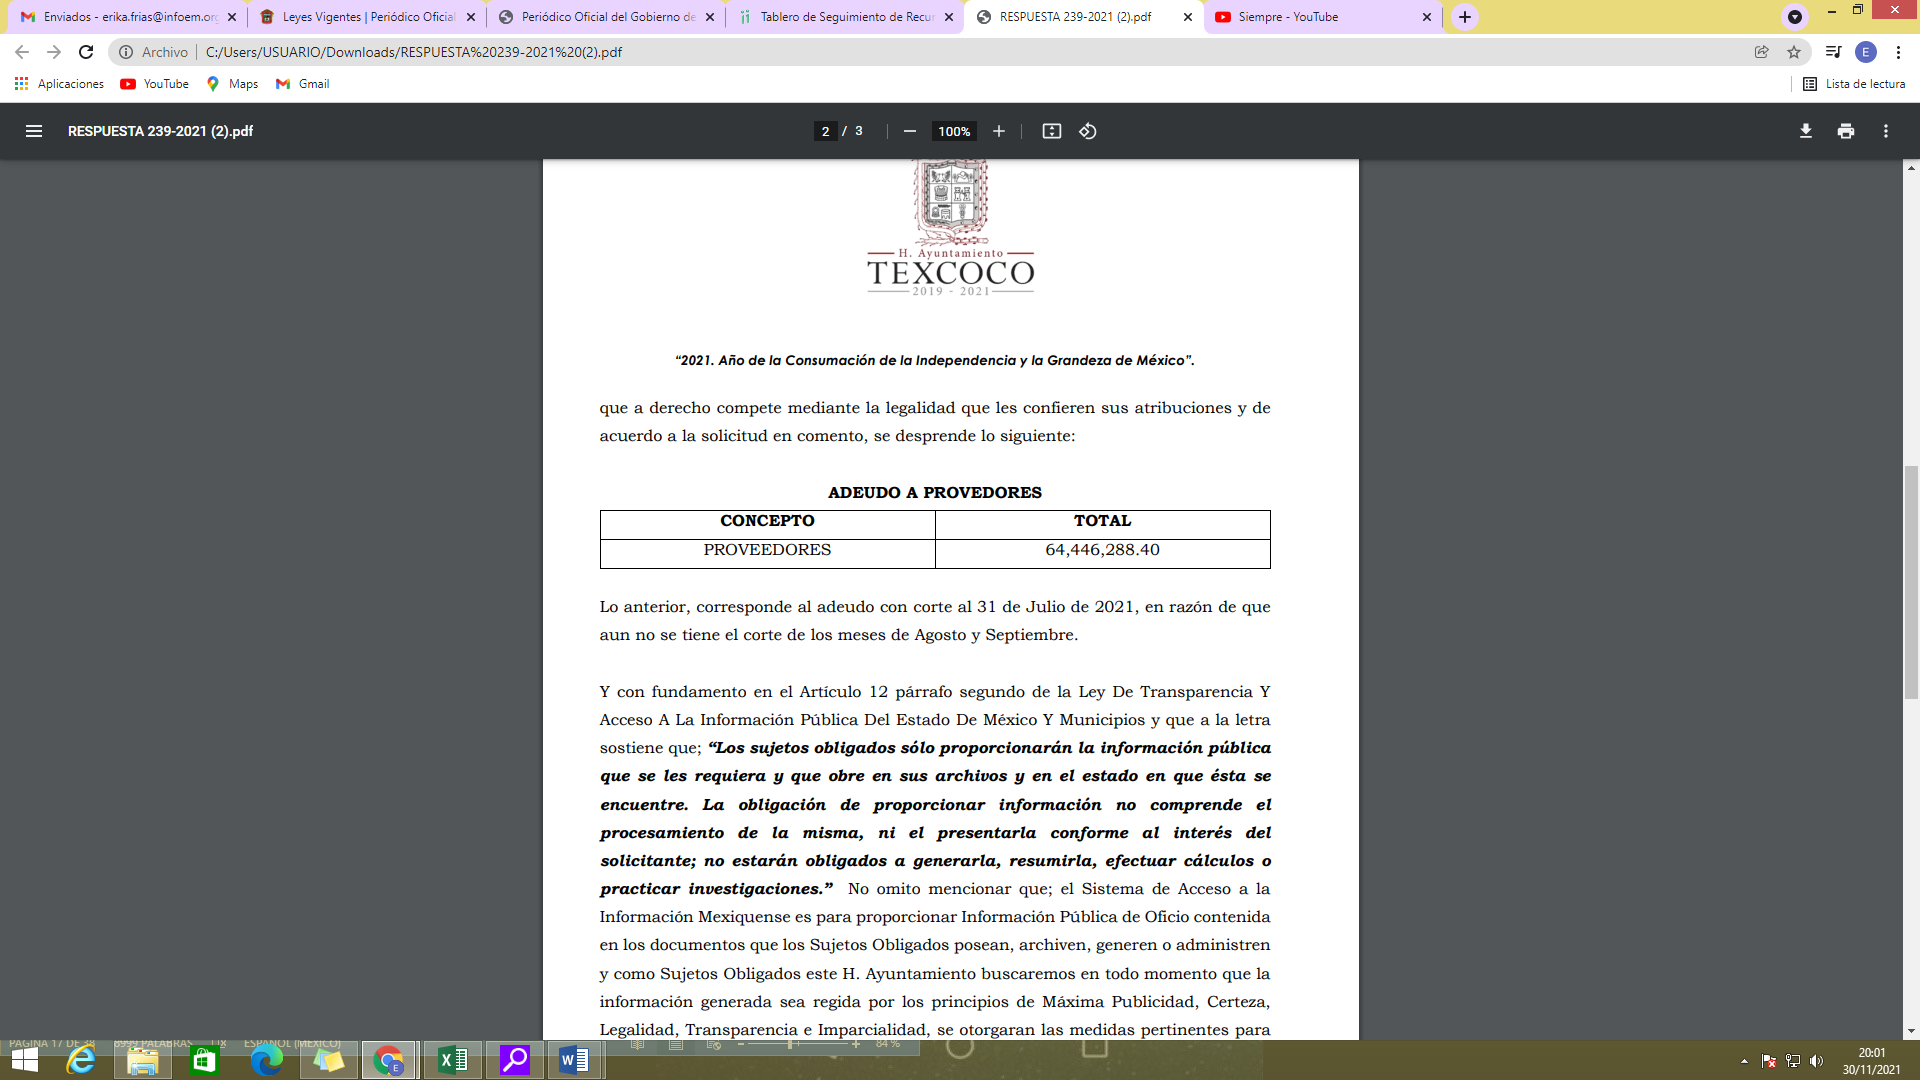 Enviados - erika.frias@infoem.org
Leyes Vigentes | Periódico Oficial
Periódico Oficial del Gobierno de
Tablero de Seguimiento de Recur
RESPUESTA 239-2021 (2).pdf
Siempre - YouTube
Archivo
C:/Users/USUARIO/Downloads/RESPUESTA%20239-2021%20(2).pdf
E
Aplicaciones
YouTube
Maps
Gmail
Lista de lectura
RESPUESTA 239-2021 (2).pdf
2 / 3
100%
H. Ayuntamiento
TEXCOCO
2019 - 2021
“2021. Año de la Consumación de la Independencia y la Grandeza de México”.
que a derecho compete mediante la legalidad que les confieren sus atribuciones y de
acuerdo a la solicitud en comento, se desprende lo siguiente:
ADEUDO A PROVEDORES
CONCEPTO TOTAL
PROVEEDORES 64,446,288.40
Lo anterior, corresponde al adeudo con corte al 31 de Julio de 2021, en razón de que
aun no se tiene el corte de los meses de Agosto y Septiembre.
Y con fundamento en el Artículo 12 párrafo segundo de la Ley De Transparencia Y
Acceso A La Información Pública Del Estado De México Y Municipios y que a la letra
sostiene que; “Los sujetos obligados sólo proporcionarán la información pública
que se les requiera y que obre en sus archivos y en el estado en que ésta se
encuentre. La obligación de proporcionar información no comprende el
procesamiento de la misma, ni el presentarla conforme al interés del
solicitante; no estarán obligados a generarla, resumirla, efectuar cálculos o
practicar investigaciones.” No omito mencionar que; el Sistema de Acceso a la
Información Mexiquense es para proporcionar Información Pública de Oficio contenida
en los documentos que los Sujetos Obligados posean, archiven, generen o administren
y como Sujetos Obligados este H. Ayuntamiento buscaremos en todo momento que la
información generada sea regida por los principios de Máxima Publicidad, Certeza,
Legalidad, Transparencia e Imparcialidad, se otorgaran las medidas pertinentes para
PÁGINA 17 DE 38
8999 PALABRAS
ESPAÑOL (MÉXICO)
84 %
20:01
30/11/2021